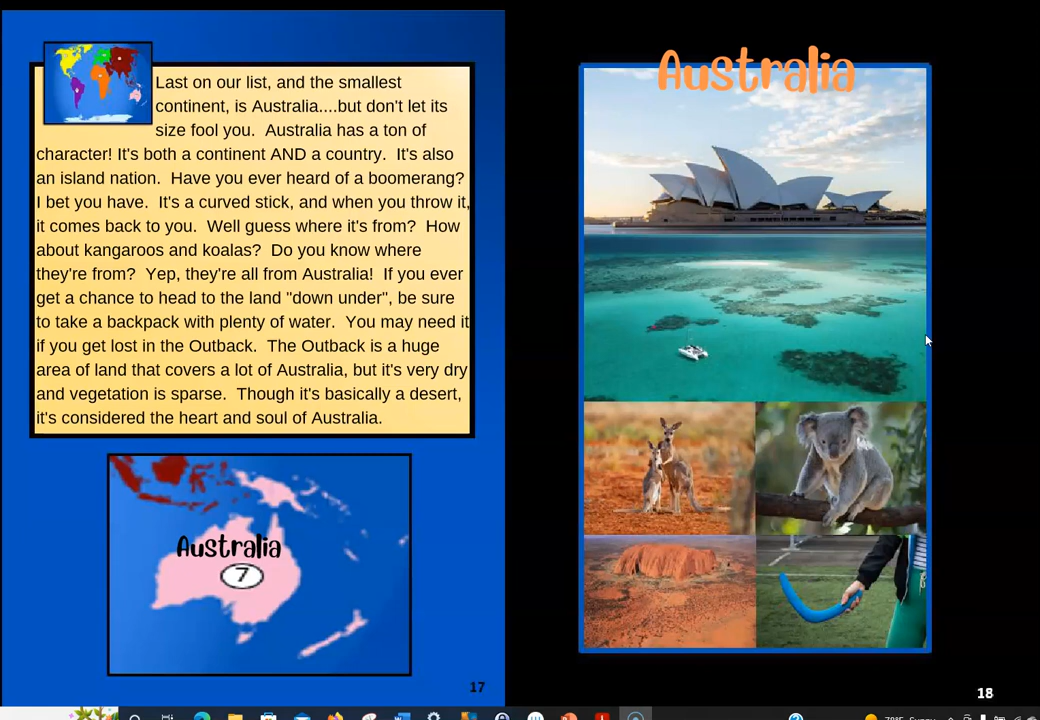 Last on our list, and the smallest
continent, is Australia....but don't let its
size fool you.  Australia has a ton of
character! It's both a continent AND a country.  It's also
an island nation.  Have you ever heard of a boomerang?
I bet you have.  It's a curved stick, and when you throw it,
it comes back to you.  Well guess where it's from?  How
about kangaroos and koalas?  Do you know where
they're from?  Yep, they're all from Australia!  If you ever
get a chance to head to the land "down under", be sure
to take a backpack with plenty of water.  You may need it
if you get lost in the Outback.  The Outback is a huge
area of land that covers a lot of Australia, but it's very dry
and vegetation is sparse.  Though it's basically a desert,
it's considered the heart and soul of Australia.
Australia
7
17
Australia
18